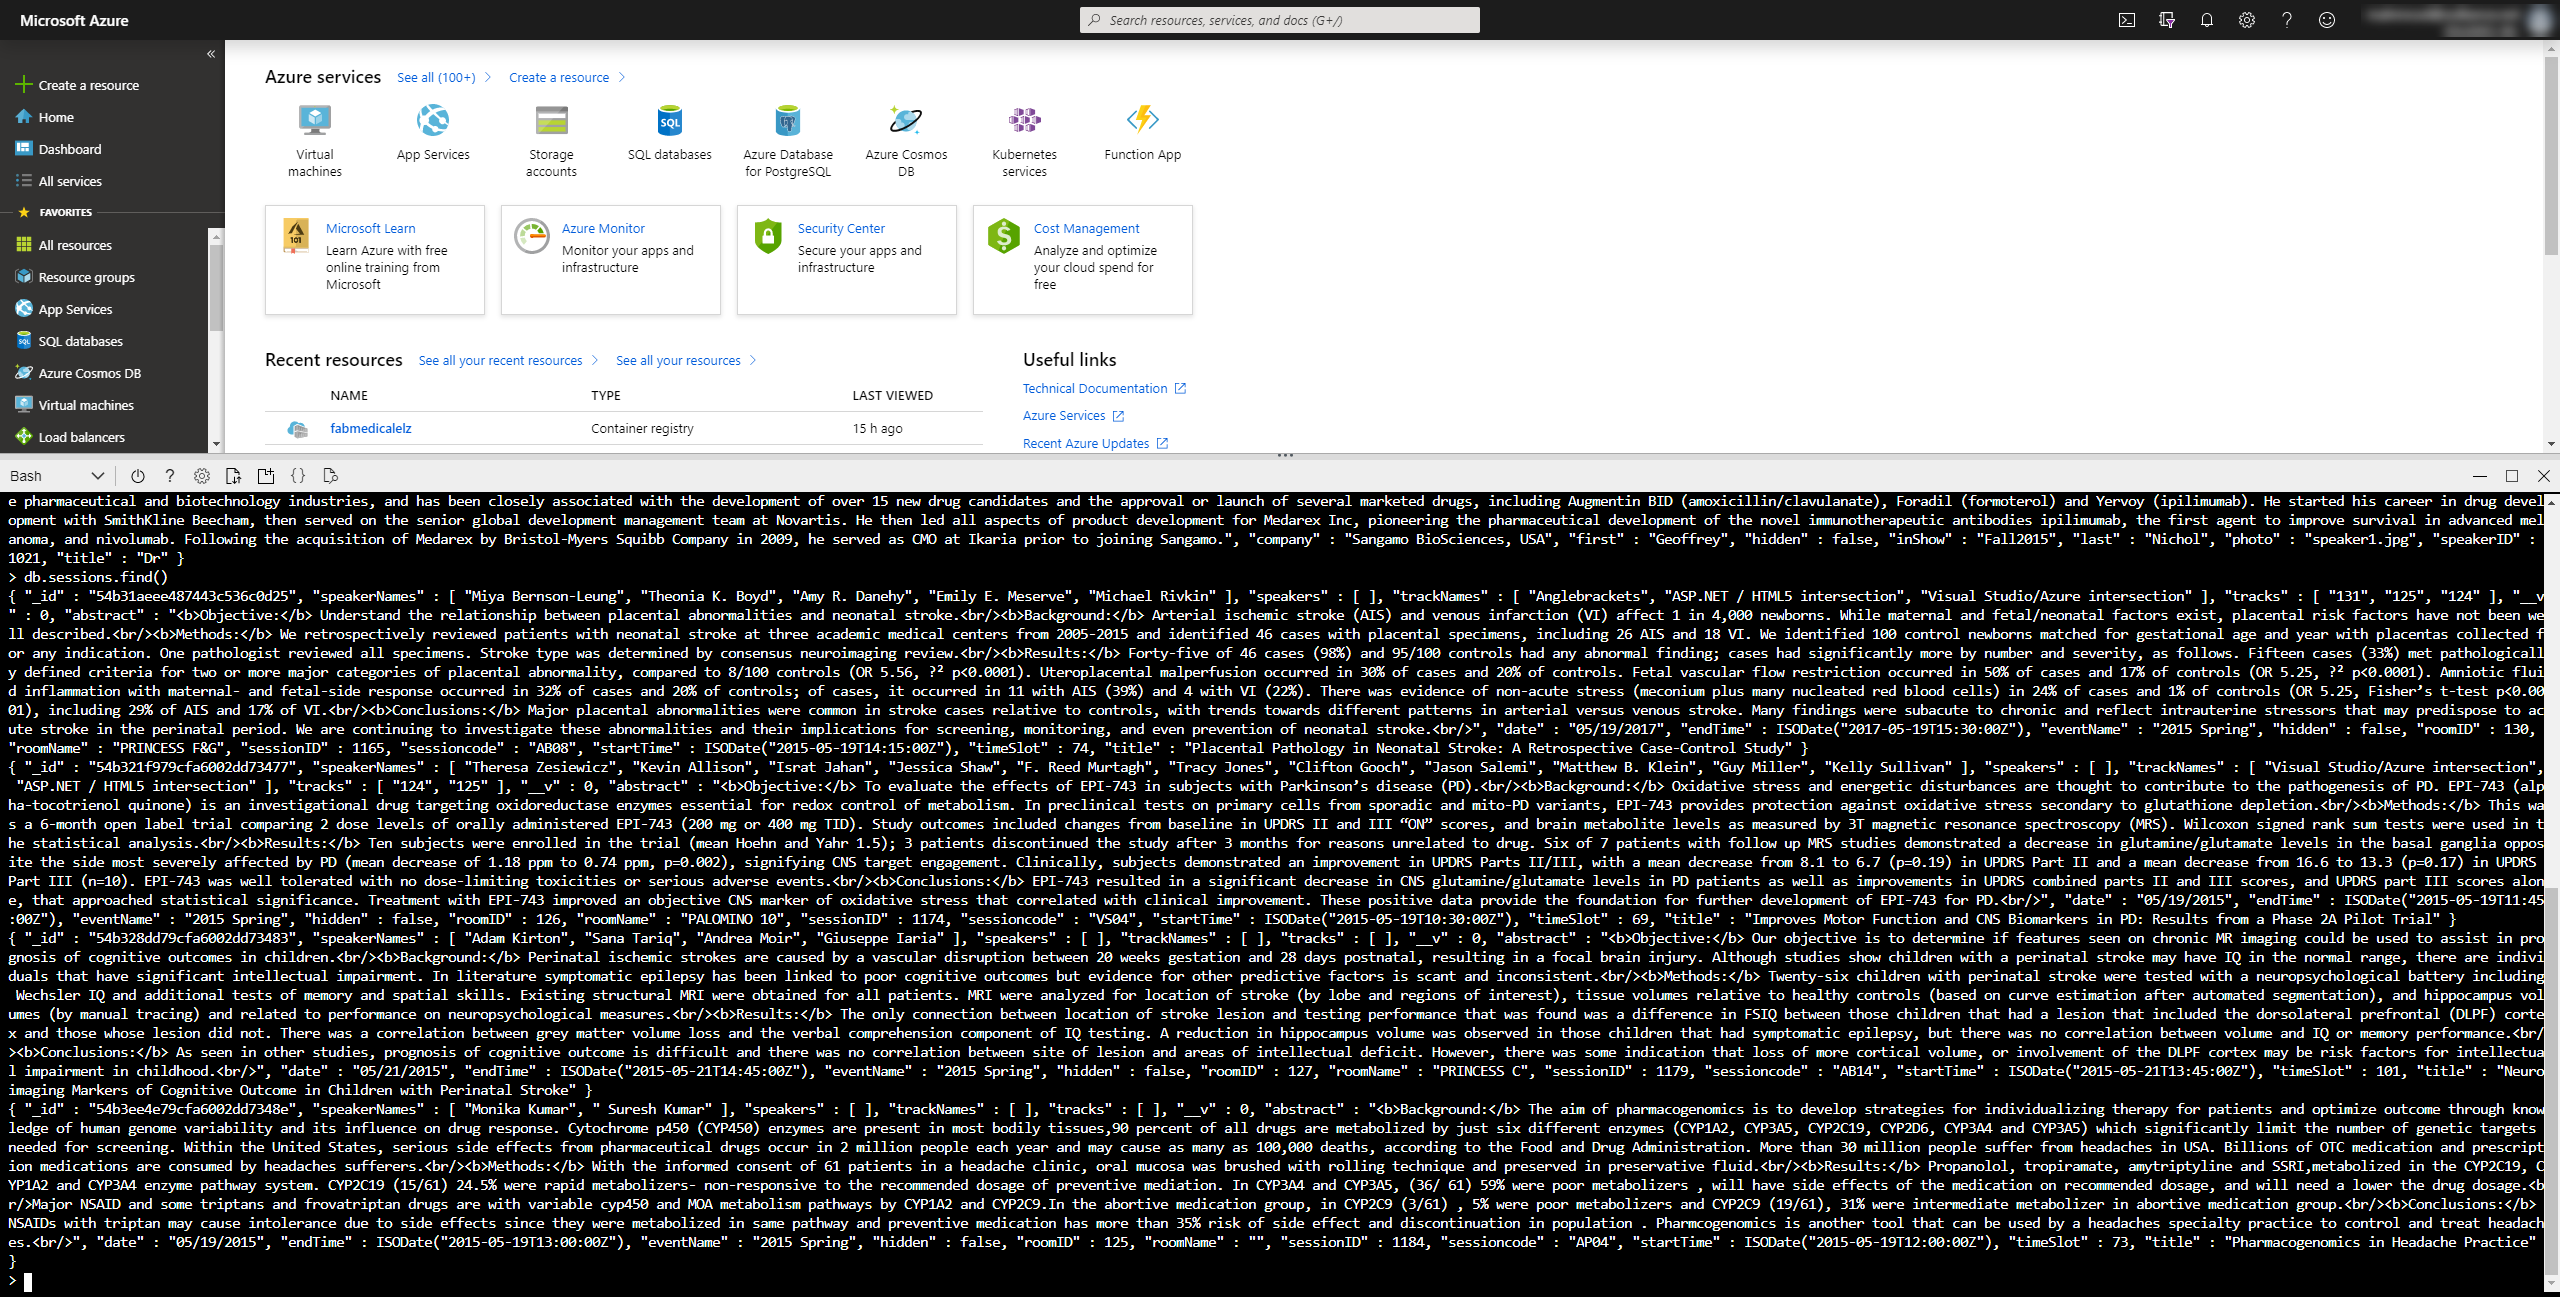 Microsoft Azure
Search resources, services, and docs (G+/)
Create a resource
Home
Dashboard
All services
FAVORITES
All resources
Resource groups
App Services
SQL databases
Azure Cosmos DB
Virtual machines
Load balancers
Azure services See all (100+) Create a resource
Virtual machines
App Services
Storage accounts
SQL databases
Azure Database for PostgreSQL
Azure Cosmos DB
Kubernetes services
Function App
Microsoft Learn
Learn Azure with free
online training from
Microsoft
Azure Monitor
Monitor your apps and
infrastructure
Security Center
Secure your apps and
infrastructure
Cost Management
Analyze and optimize
your cloud spend for
free
Recent resources See all your recent resources See all your resources
NAME TYPE LAST VIEWED
fabmedicalelz Container registry 15 h ago
Useful links
Technical Documentation
Azure Services
Recent Azure Updates
Bash
e pharmaceutical and biotechnology industries, and has been closely associated with the development of over 15 new drug candidates and the approval or launch of several marketed drugs, including Augmentin BID (amoxicillin/clavulanate), Foradil (formoterol) and Yervoy (ipilimumab). He started his career in drug devel
opment with SmithKline Beecham, then served on the senior global development management team at Novartis. He then led all aspects of product development for Medarex Inc, pioneering the pharmaceutical development of the novel immunotherapeutic antibodies ipilimumab, the first agent to improve survival in advanced mel
anoma, and nivolumab. Following the acquisition of Medarex by Bristol-Myers Squibb Company in 2009, he served as CMO at Ikaria prior to joining Sangamo.", "company" : "Sangamo BioSciences, USA", "first" : "Geoffrey", "hidden" : false, "inShow" : "Fall2015", "last" : "Nichol", "photo" : "speaker1.jpg", "speakerID" :
1021, "title" : "Dr" }
> db.sessions.find()
{ "_id" : "54b31aeee487443c536c0d25", "speakerNames" : [ "Miya Bernson-Leung", "Theonia K. Boyd", "Amy R. Danehy", "Emily E. Meserve", "Michael Rivkin" ], "speakers" : [ ], "trackNames" : [ "Anglebrackets", "ASP.NET / HTML5 intersection", "Visual Studio/Azure intersection" ], "tracks" : [ "131", "125", "124" ], "__v
" : 0, "abstract" : "<b>Objective:</b> Understand the relationship between placental abnormalities and neonatal stroke.<br/><b>Background:</b> Arterial ischemic stroke (AIS) and venous infarction (VI) affect 1 in 4,000 newborns. While maternal and fetal/neonatal factors exist, placental risk factors have not been we
ll described.<br/><b>Methods:</b> We retrospectively reviewed patients with neonatal stroke at three academic medical centers from 2005-2015 and identified 46 cases with placental specimens, including 26 AIS and 18 VI. We identified 100 control newborns matched for gestational age and year with placentas collected f
or any indication. One pathologist reviewed all specimens. Stroke type was determined by consensus neuroimaging review.<br/><b>Results:</b> Forty-five of 46 cases (98%) and 95/100 controls had any abnormal finding; cases had significantly more by number and severity, as follows. Fifteen cases (33%) met pathologicall
y defined criteria for two or more major categories of placental abnormality, compared to 8/100 controls (OR 5.56, ?² p<0.0001). Uteroplacental malperfusion occurred in 30% of cases and 20% of controls. Fetal vascular flow restriction occurred in 50% of cases and 17% of controls (OR 5.25, ?² p<0.0001). Amniotic flui
d inflammation with maternal- and fetal-side response occurred in 32% of cases and 20% of controls; of cases, it occurred in 11 with AIS (39%) and 4 with VI (22%). There was evidence of non-acute stress (meconium plus many nucleated red blood cells) in 24% of cases and 1% of controls (OR 5.25, Fisher’s t-test p<0.00
01), including 29% of AIS and 17% of VI.<br/><b>Conclusions:</b> Major placental abnormalities were common in stroke cases relative to controls, with trends towards different patterns in arterial versus venous stroke. Many findings were subacute to chronic and reflect intrauterine stressors that may predispose to ac
ute stroke in the perinatal period. We are continuing to investigate these abnormalities and their implications for screening, monitoring, and even prevention of neonatal stroke.<br/>", "date" : "05/19/2017", "endTime" : ISODate("2017-05-19T15:30:00Z"), "eventName" : "2015 Spring", "hidden" : false, "roomID" : 130,
"roomName" : "PRINCESS F&G", "sessionID" : 1165, "sessioncode" : "AB08", "startTime" : ISODate("2015-05-19T14:15:00Z"), "timeSlot" : 74, "title" : "Placental Pathology in Neonatal Stroke: A Retrospective Case-Control Study" }
{ "_id" : "54b321f979cfa6002dd73477", "speakerNames" : [ "Theresa Zesiewicz", "Kevin Allison", "Israt Jahan", "Jessica Shaw", "F. Reed Murtagh", "Tracy Jones", "Clifton Gooch", "Jason Salemi", "Matthew B. Klein", "Guy Miller", "Kelly Sullivan" ], "speakers" : [ ], "trackNames" : [ "Visual Studio/Azure intersection",
"ASP.NET / HTML5 intersection" ], "tracks" : [ "124", "125" ], "__v" : 0, "abstract" : "<b>Objective:</b> To evaluate the effects of EPI-743 in subjects with Parkinson’s disease (PD).<br/><b>Background:</b> Oxidative stress and energetic disturbances are thought to contribute to the pathogenesis of PD. EPI-743 (alp
ha-tocotrienol quinone) is an investigational drug targeting oxidoreductase enzymes essential for redox control of metabolism. In preclinical tests on primary cells from sporadic and mito-PD variants, EPI-743 provides protection against oxidative stress secondary to glutathione depletion.<br/><b>Methods:</b> This wa
s a 6-month open label trial comparing 2 dose levels of orally administered EPI-743 (200 mg or 400 mg TID). Study outcomes included changes from baseline in UPDRS II and III “ON” scores, and brain metabolite levels as measured by 3T magnetic resonance spectroscopy (MRS). Wilcoxon signed rank sum tests were used in t
he statistical analysis.<br/><b>Results:</b> Ten subjects were enrolled in the trial (mean Hoehn and Yahr 1.5); 3 patients discontinued the study after 3 months for reasons unrelated to drug. Six of 7 patients with follow up MRS studies demonstrated a decrease in glutamine/glutamate levels in the basal ganglia oppos
ite the side most severely affected by PD (mean decrease of 1.18 ppm to 0.74 ppm, p=0.002), signifying CNS target engagement. Clinically, subjects demonstrated an improvement in UPDRS Parts II/III, with a mean decrease from 8.1 to 6.7 (p=0.19) in UPDRS Part II and a mean decrease from 16.6 to 13.3 (p=0.17) in UPDRS
Part III (n=10). EPI-743 was well tolerated with no dose-limiting toxicities or serious adverse events.<br/><b>Conclusions:</b> EPI-743 resulted in a significant decrease in CNS glutamine/glutamate levels in PD patients as well as improvements in UPDRS combined parts II and III scores, and UPDRS part III scores alon
e, that approached statistical significance. Treatment with EPI-743 improved an objective CNS marker of oxidative stress that correlated with clinical improvement. These positive data provide the foundation for further development of EPI-743 for PD.<br/>", "date" : "05/19/2015", "endTime" : ISODate("2015-05-19T11:45
:00Z"), "eventName" : "2015 Spring", "hidden" : false, "roomID" : 126, "roomName" : "PALOMINO 10", "sessionID" : 1174, "sessioncode" : "VS04", "startTime" : ISODate("2015-05-19T10:30:00Z"), "timeSlot" : 69, "title" : "Improves Motor Function and CNS Biomarkers in PD: Results from a Phase 2A Pilot Trial" }
{ "_id" : "54b328dd79cfa6002dd73483", "speakerNames" : [ "Adam Kirton", "Sana Tariq", "Andrea Moir", "Giuseppe Iaria" ], "speakers" : [ ], "trackNames" : [ ], "tracks" : [ ], "__v" : 0, "abstract" : "<b>Objective:</b> Our objective is to determine if features seen on chronic MR imaging could be used to assist in pro
gnosis of cognitive outcomes in children.<br/><b>Background:</b> Perinatal ischemic strokes are caused by a vascular disruption between 20 weeks gestation and 28 days postnatal, resulting in a focal brain injury. Although studies show children with a perinatal stroke may have IQ in the normal range, there are indivi
duals that have significant intellectual impairment. In literature symptomatic epilepsy has been linked to poor cognitive outcomes but evidence for other predictive factors is scant and inconsistent.<br/><b>Methods:</b> Twenty-six children with perinatal stroke were tested with a neuropsychological battery including
Wechsler IQ and additional tests of memory and spatial skills. Existing structural MRI were obtained for all patients. MRI were analyzed for location of stroke (by lobe and regions of interest), tissue volumes relative to healthy controls (based on curve estimation after automated segmentation), and hippocampus vol
umes (by manual tracing) and related to performance on neuropsychological measures.<br/><b>Results:</b> The only connection between location of stroke lesion and testing performance that was found was a difference in FSIQ between those children that had a lesion that included the dorsolateral prefrontal (DLPF) corte
x and those whose lesion did not. There was a correlation between grey matter volume loss and the verbal comprehension component of IQ testing. A reduction in hippocampus volume was observed in those children that had symptomatic epilepsy, but there was no correlation between volume and IQ or memory performance.<br/
><b>Conclusions:</b> As seen in other studies, prognosis of cognitive outcome is difficult and there was no correlation between site of lesion and areas of intellectual deficit. However, there was some indication that loss of more cortical volume, or involvement of the DLPF cortex may be risk factors for intellectua
l impairment in childhood.<br/>", "date" : "05/21/2015", "endTime" : ISODate("2015-05-21T14:45:00Z"), "eventName" : "2015 Spring", "hidden" : false, "roomID" : 127, "roomName" : "PRINCESS C", "sessionID" : 1179, "sessioncode" : "AB14", "startTime" : ISODate("2015-05-21T13:45:00Z"), "timeSlot" : 101, "title" : "Neuro
imaging Markers of Cognitive Outcome in Children with Perinatal Stroke" }
{ "_id" : "54b3ee4e79cfa6002dd7348e", "speakerNames" : [ "Monika Kumar", " Suresh Kumar" ], "speakers" : [ ], "trackNames" : [ ], "tracks" : [ ], "__v" : 0, "abstract" : "<b>Background:</b> The aim of pharmacogenomics is to develop strategies for individualizing therapy for patients and optimize outcome through know
ledge of human genome variability and its influence on drug response. Cytochrome p450 (CYP450) enzymes are present in most bodily tissues,90 percent of all drugs are metabolized by just six different enzymes (CYP1A2, CYP3A5, CYP2C19, CYP2D6, CYP3A4 and CYP3A5) which significantly limit the number of genetic targets
needed for screening. Within the United States, serious side effects from pharmaceutical drugs occur in 2 million people each year and may cause as many as 100,000 deaths, according to the Food and Drug Administration. More than 30 million people suffer from headaches in USA. Billions of OTC medication and prescript
ion medications are consumed by headaches sufferers.<br/><b>Methods:</b> With the informed consent of 61 patients in a headache clinic, oral mucosa was brushed with rolling technique and preserved in preservative fluid.<br/><b>Results:</b> Propanolol, tropiramate, amytriptyline and SSRI,metabolized in the CYP2C19, C
YP1A2 and CYP3A4 enzyme pathway system. CYP2C19 (15/61) 24.5% were rapid metabolizers- non-responsive to the recommended dosage of preventive mediation. In CYP3A4 and CYP3A5, (36/ 61) 59% were poor metabolizers , will have side effects of the medication on recommended dosage, and will need a lower the drug dosage.<b
r/>Major NSAID and some triptans and frovatriptan drugs are with variable cyp450 and MOA metabolism pathways by CYP1A2 and CYP2C9.In the abortive medication group, in CYP2C9 (3/61) , 5% were poor metabolizers and CYP2C9 (19/61), 31% were intermediate metabolizer in abortive medication group.<br/><b>Conclusions:</b>
NSAIDs with triptan may cause intolerance due to side effects since they were metabolized in same pathway and preventive medication has more than 35% risk of side effect and discontinuation in population . Pharmcogenomics is another tool that can be used by a headaches specialty practice to control and treat headach
es.<br/>", "date" : "05/19/2015", "endTime" : ISODate("2015-05-19T13:00:00Z"), "eventName" : "2015 Spring", "hidden" : false, "roomID" : 125, "roomName" : "", "sessionID" : 1184, "sessioncode" : "AP04", "startTime" : ISODate("2015-05-19T12:00:00Z"), "timeSlot" : 73, "title" : "Pharmacogenomics in Headache Practice"
}
>